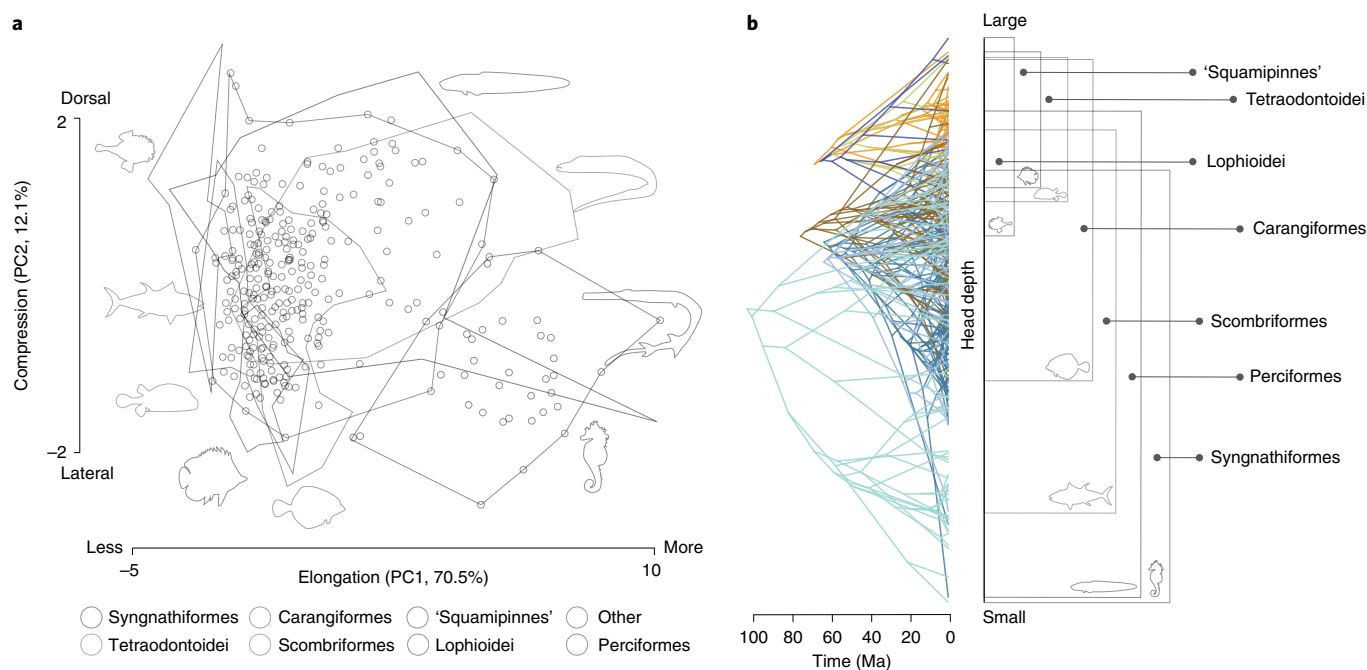 a
Dorsal
2
Compression (PC2, 12.1%)
–2
Lateral
Less
More
–5
10
Elongation (PC1, 70.5%)
Syngnathiformes
Carangiformes
'Squamipinnes'
Other
Tetraodontoidei
Scombriformes
Lophioidei
Perciformes
b
Large
'Squamipinnes'
Tetraodontoidei
Lophioidei
Carangiformes
Head depth
Scombriformes
Perciformes
Syngnathiformes
Small
100 80 60 40 20 0
Time (Ma)